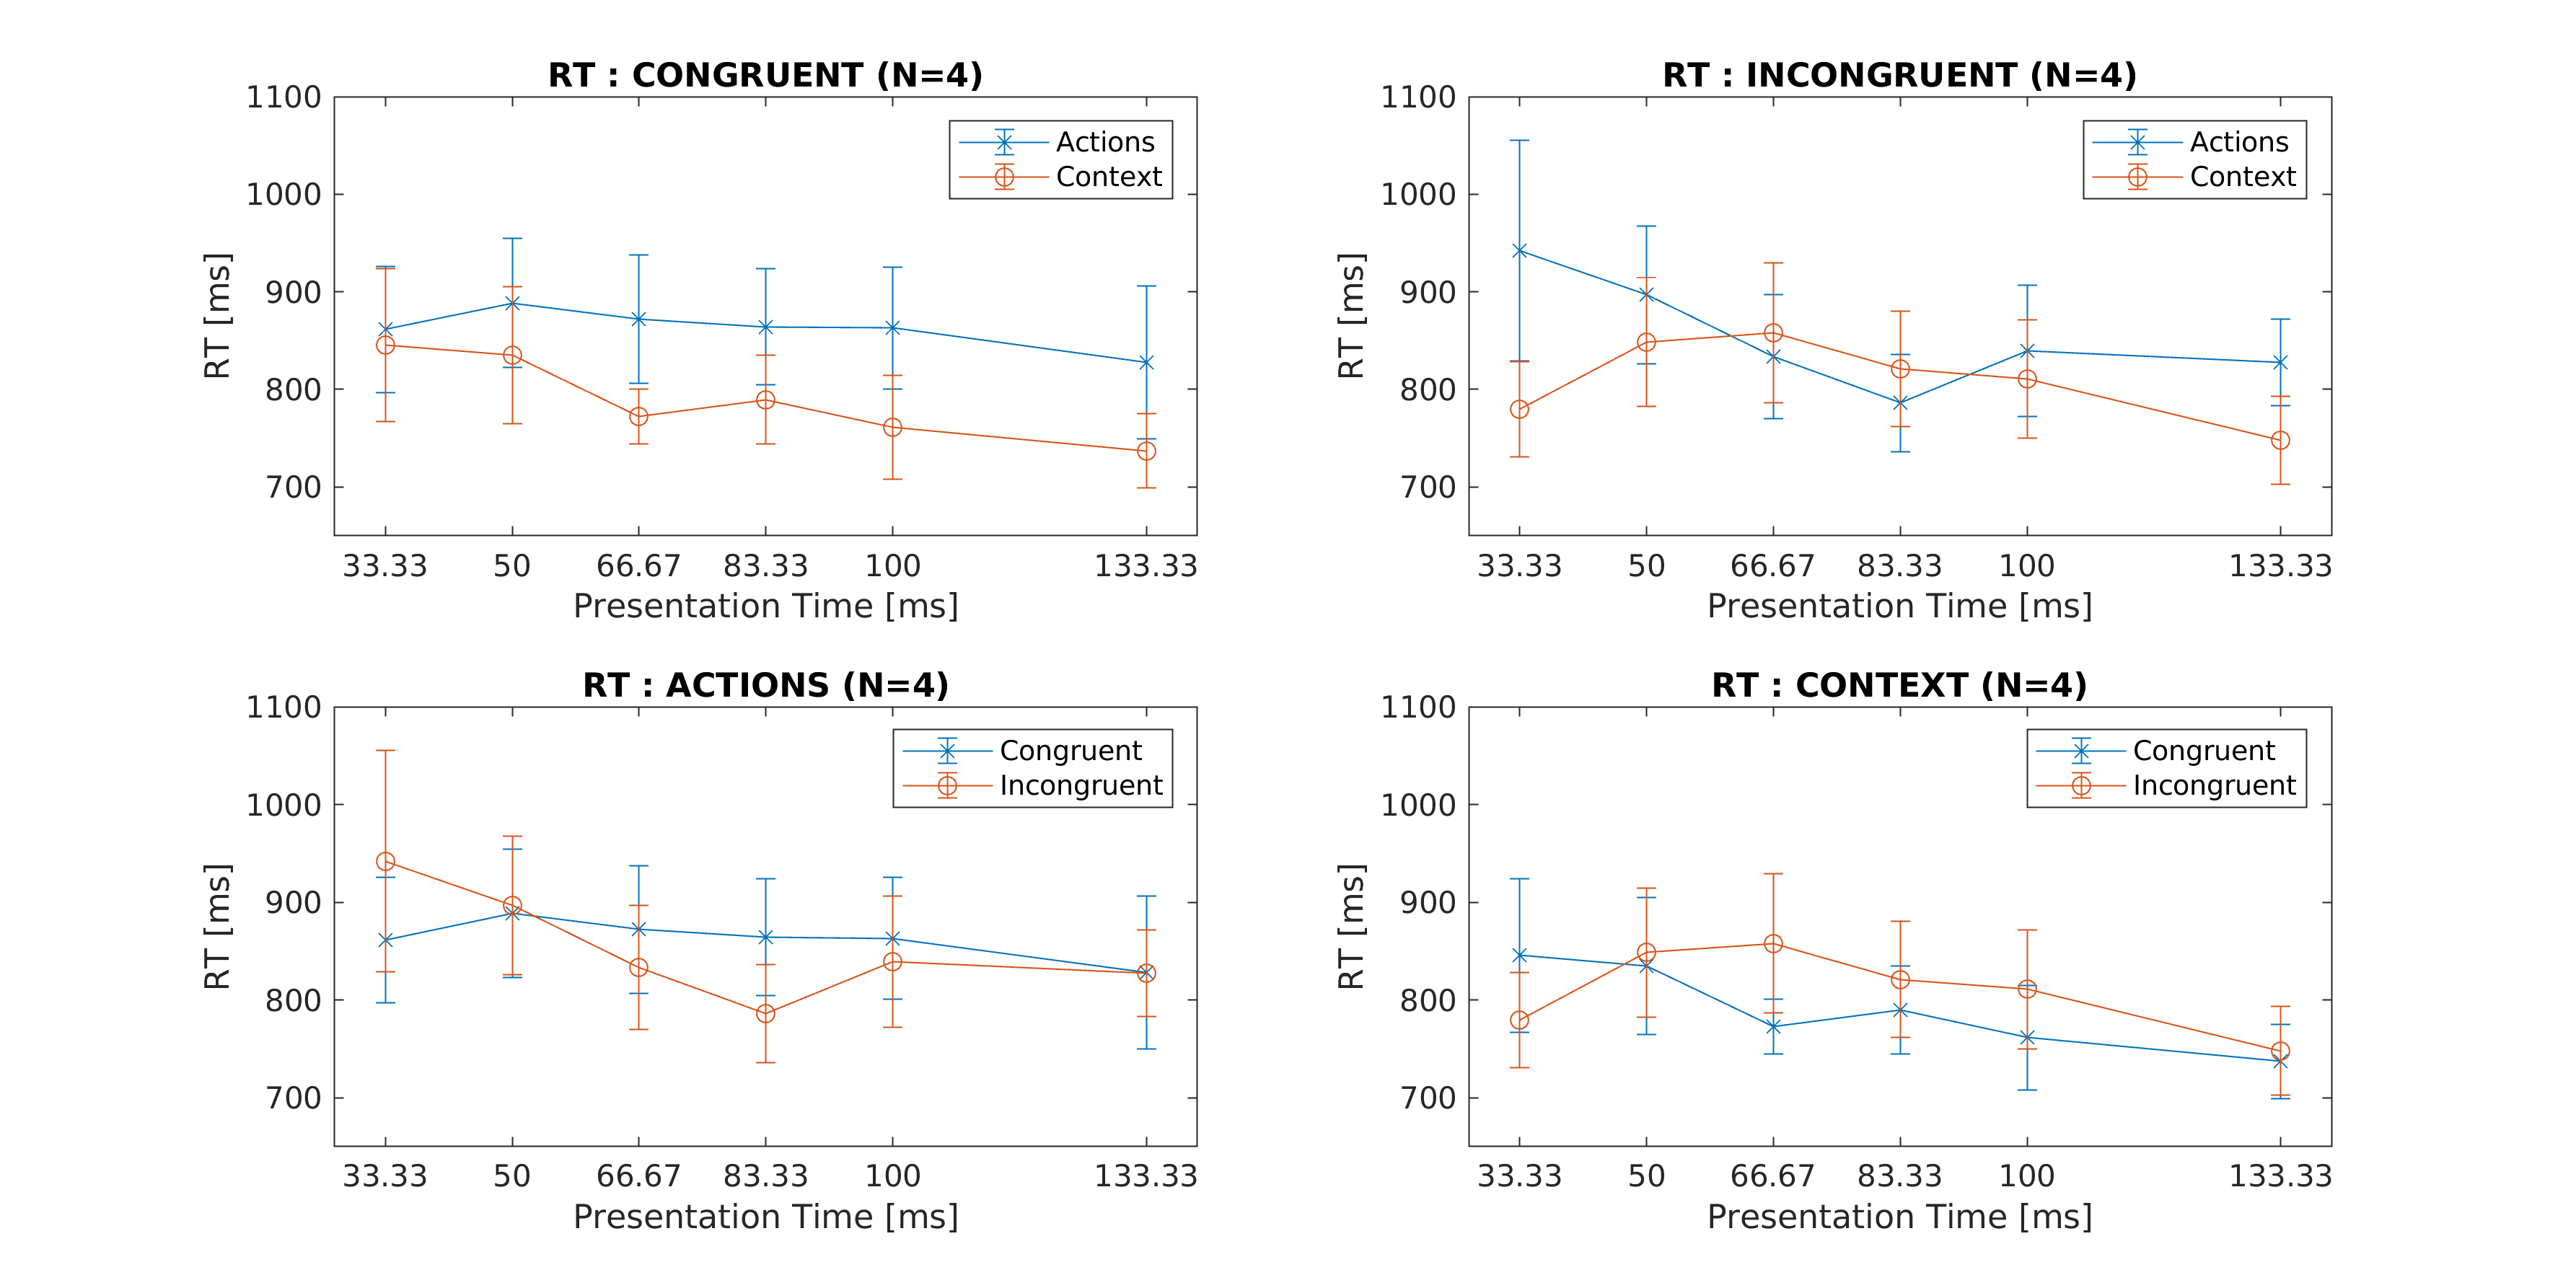 RT : CONGRUENT (N=4)
1100
1000
900
800
700
RT [ms]
Actions
Context
33.33 50 66.67 83.33 100 133.33
Presentation Time [ms]
RT : INCONGRUENT (N=4)
1100
1000
900
800
700
RT [ms]
Actions
Context
33.33 50 66.67 83.33 100 133.33
Presentation Time [ms]
RT : ACTIONS (N=4)
1100
1000
900
800
700
RT [ms]
Congruent
Incongruent
33.33 50 66.67 83.33 100 133.33
Presentation Time [ms]
RT : CONTEXT (N=4)
1100
1000
900
800
700
RT [ms]
Congruent
Incongruent
33.33 50 66.67 83.33 100 133.33
Presentation Time [ms]